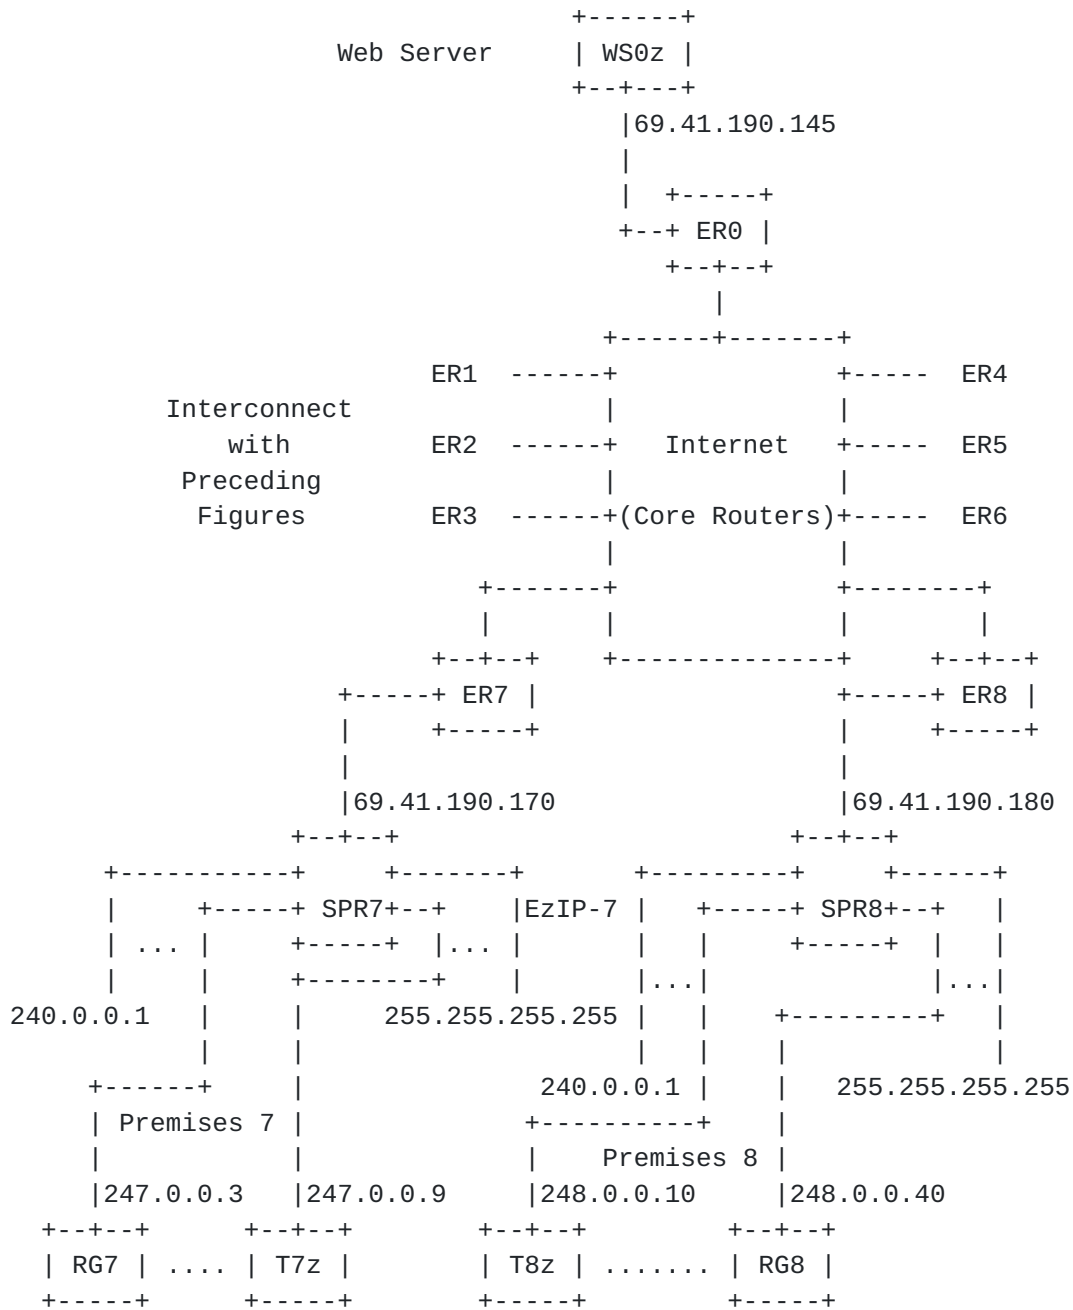 +------+
Web Server | WS0z |
+--+---+
|69.41.190.145
|
| +-----+
+--+ ER0 |
+--+--+
|
+------+-------+
ER1 ------+ +----- ER4
Interconnect | |
with ER2 ------+ Internet +----- ER5
Preceding | |
Figures ER3 ------+(Core Routers)+----- ER6
| |
+-------+ +--------+
| | | |
+--+--+ +--------------+ +--+--+
+-----+ ER7 | +-----+ ER8 |
| +-----+ | +-----+
| |
|69.41.190.170 |69.41.190.180
+--+--+ +--+--+
+-----------+ +-------+ +---------+ +------+
| +-----+ SPR7+--+ |EzIP-7 | +-----+ SPR8+--+ |
| ... | +-----+ |... | | | +-----+ | |
| | +--------+ | |...| |...|
240.0.0.1 | | 255.255.255.255 | | +---------+ |
| | | | | |
+------+ | 240.0.0.1 | | 255.255.255.255
| Premises 7 | +----------+ |
| | | Premises 8 |
|247.0.0.3 |247.0.0.9 |248.0.0.10 |248.0.0.40
+--+--+ +--+--+ +--+--+ +--+--+
| RG7 | .... | T7z | | T8z | ....... | RG8 |
+-----+ +-----+ +-----+ +-----+